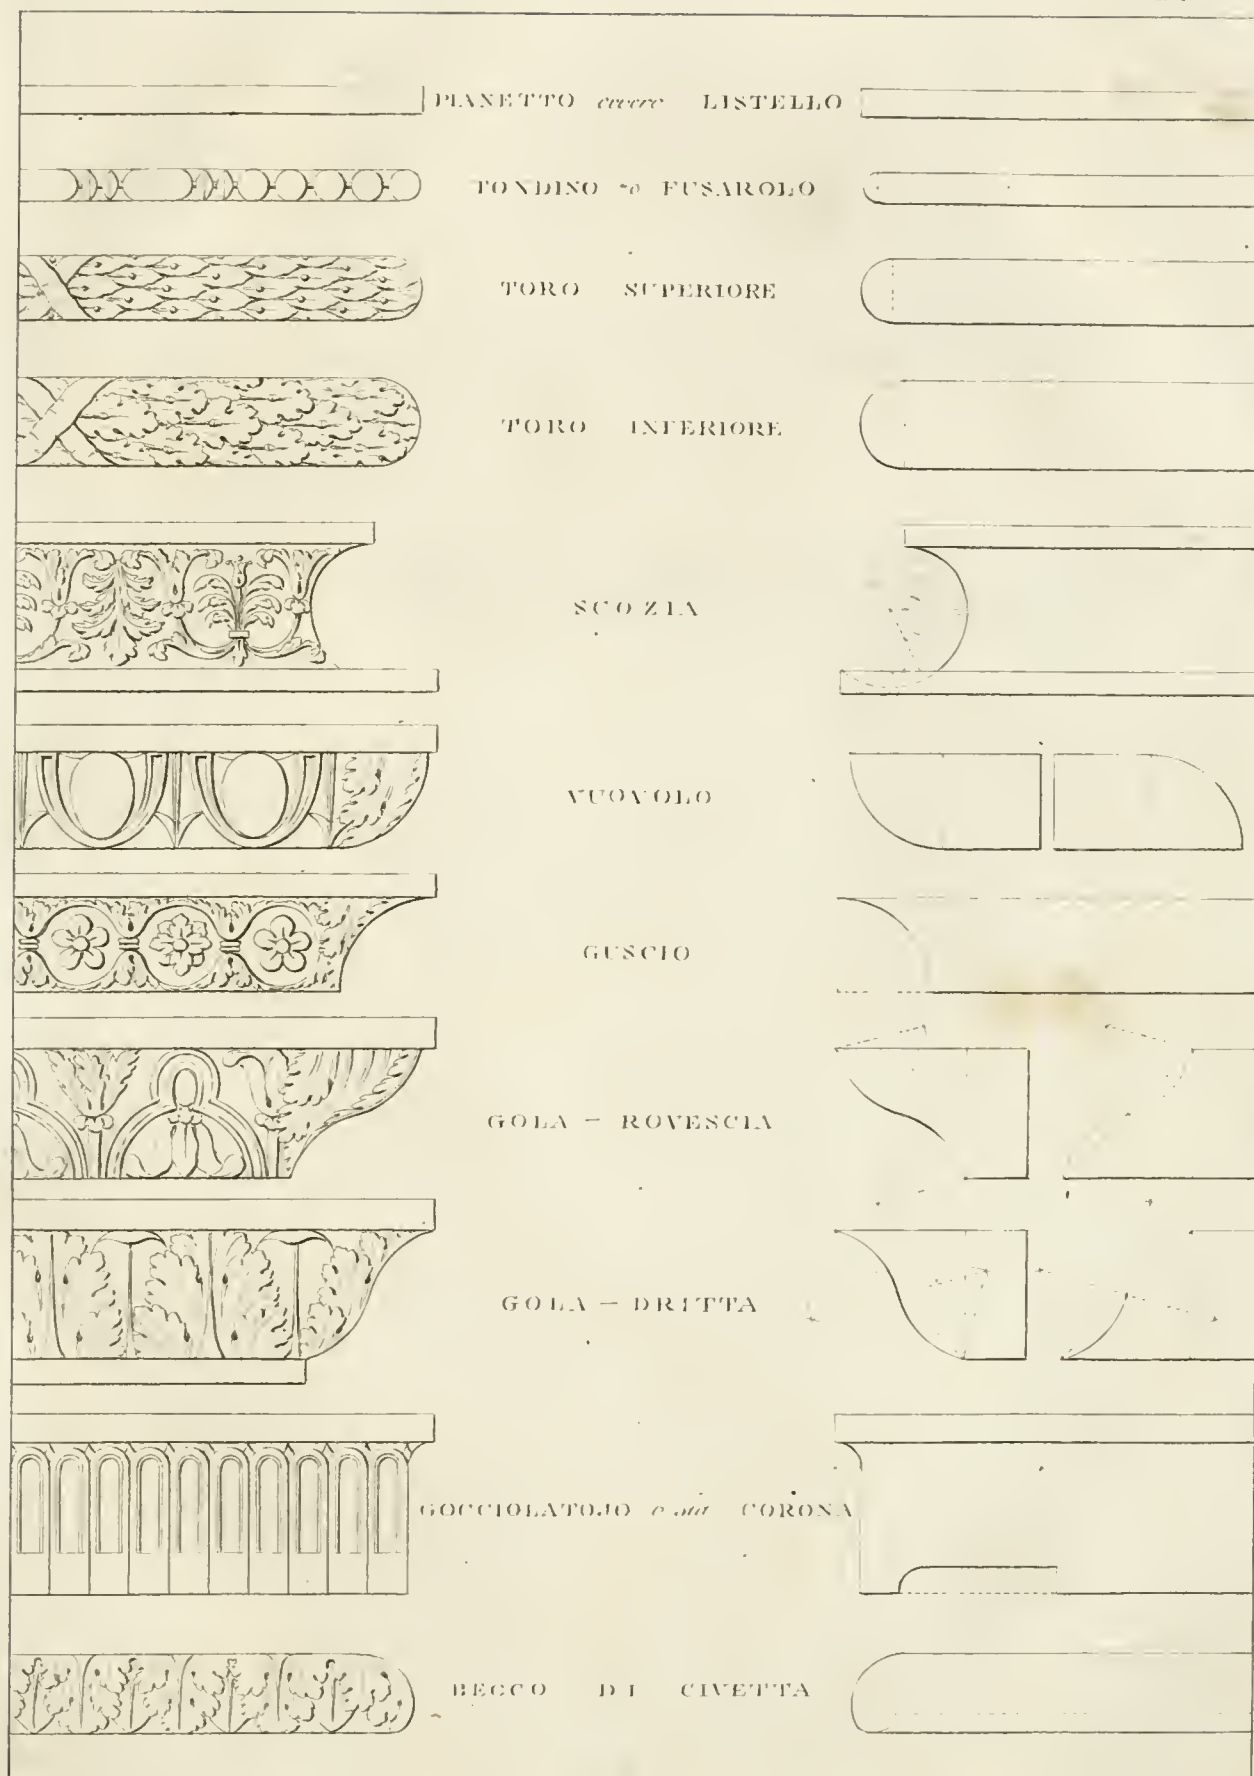 PIANETTO ovvero LISTELLO
TONDINO o FUSAROLO
TORO SUPERIORE
TORO INFERIORE
SCOZIA
VUOVOLO
GUSCIO
GOLA - ROVESCIA
GOLA - DRITTA
GOCCIOLATOJO o sia CORONA
BECCO DI CIVETTA